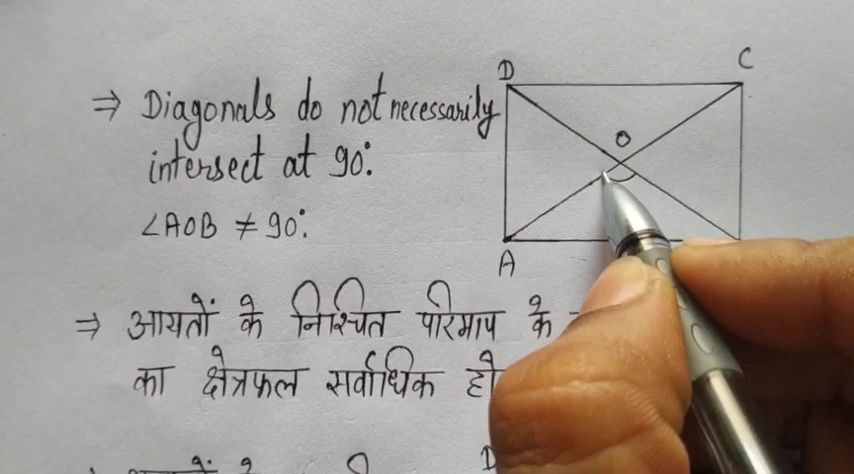 ⇒ Diagonals do not necessarily
intersect at 90°.
∠AOB ≠ 90°.
D
C
O
A
⇒ आयतों के निश्चित परिमाप के
का क्षेत्रफल सर्वाधिक
D